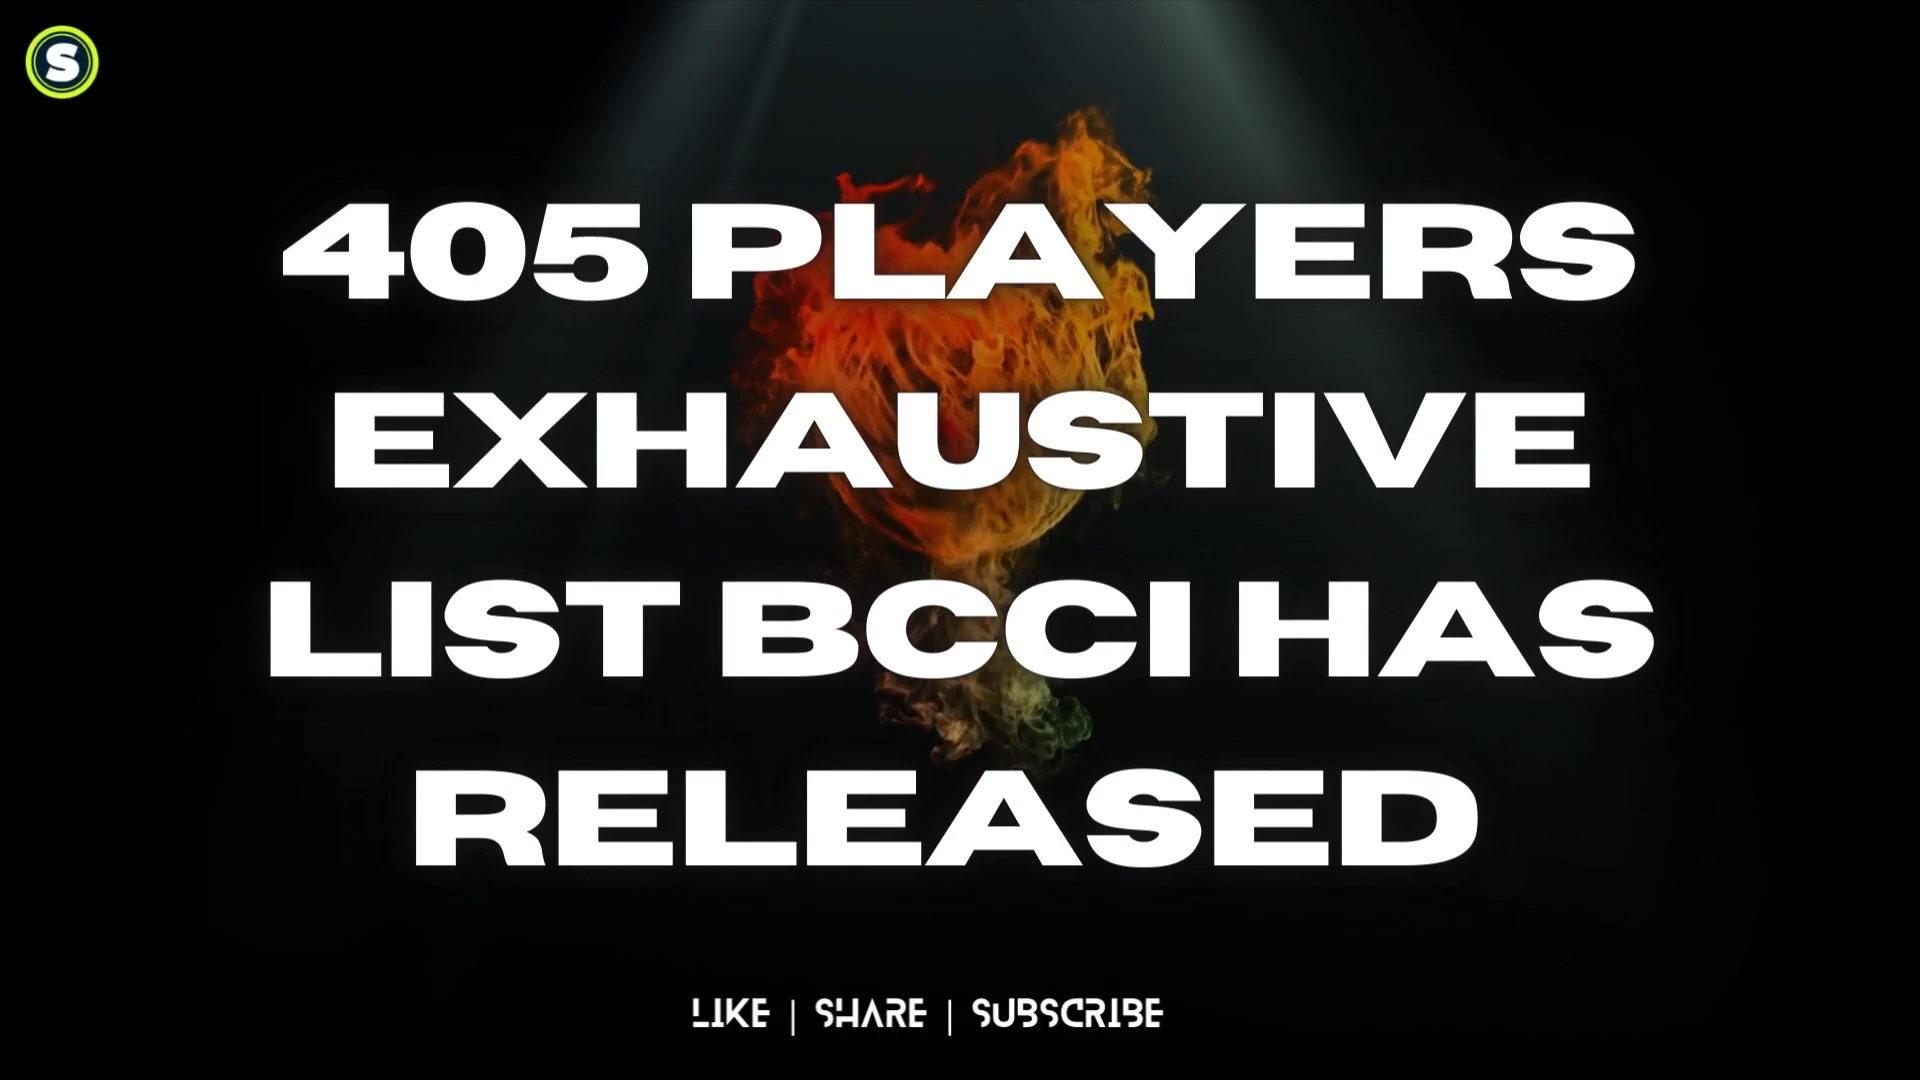 S
405 PLAYERS
EXHAUSTIVE
LIST BCCI HAS
RELEASED
LIKE | SHARE | SUBSCRIBE